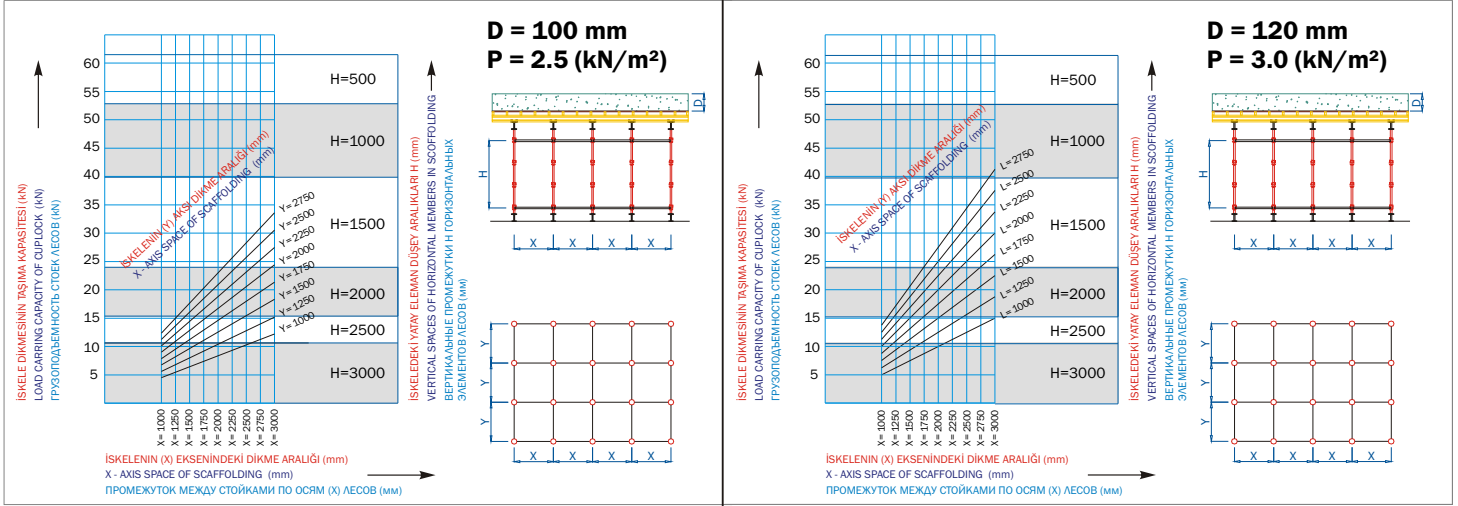 D = 100 mm
P = 2.5 (kN/m²)
60
55
50
45
40
35
30
25
20
15
10
5
H=500
H=1000
H=1500
H=2000
H=2500
H=3000
İSKELENİN (Y) AKSI DİKME ARALIĞI (mm)
X - AXIS SPACE OF SCAFFOLDING (mm)
Y= 2750
Y= 2500
Y= 2250
Y= 2000
Y= 1750
Y= 1500
Y= 1250
Y= 1000
İSKELE DİKMESİNİN TAŞIMA KAPASİTESİ (kN)
LOAD CARRING CAPACITY OF CUPLOCK (kN)
ГРУЗОПОДЪЕМНОСТЬ СТОЕК ЛЕСОВ (кN)
İSKELEDEKİ YATAY ELEMAN DÜŞEY ARALIKLARI H (mm)
VERTICAL SPACES OF HORIZONTAL MEMBERS IN SCOFFOLDING
ВЕРТИКАЛЬНЫЕ ПРОМЕЖУТКИ Н ГОРИЗОНТАЛЬНЫХ
ЭЛЕМЕНТОВ ЛЕСОВ (мм)
X = 1000
X = 1250
X = 1500
X = 1750
X = 2000
X = 2250
X = 2500
X = 2750
X = 3000
İSKELENIN (X) EKSENİNDEKİ DİKME ARALIĞI (mm)
X - AXIS SPACE OF SCAFFOLDING (mm)
ПРОМЕЖУТОК МЕЖДУ СТОЙКАМИ ПО ОСЯМ (X) ЛЕСОВ (мм)
D
H
X X X X
Y
Y
Y
X X X X
D = 120 mm
P = 3.0 (kN/m²)
60
55
50
45
40
35
30
25
20
15
10
5
H=500
H=1000
H=1500
H=2000
H=2500
H=3000
İSKELENİN (Y) AKSI DİKME ARALIĞI (mm)
X - AXIS SPACE OF SCAFFOLDING (mm)
L= 2750
L= 2500
L= 2250
L=2000
L= 1750
L= 1500
L= 1250
L= 1000
İSKELE DİKMESİNİN TAŞIMA KAPASİTESİ (kN)
LOAD CARRING CAPACITY OF CUPLOCK (kN)
ГРУЗОПОДЪЕМНОСТЬ СТОЕК ЛЕСОВ (кN)
İSKELEDEKİ YATAY ELEMAN DÜŞEY ARALIKLARI H (mm)
VERTICAL SPACES OF HORIZONTAL MEMBERS IN SCOFFOLDING
ВЕРТИКАЛЬНЫЕ ПРОМЕЖУТКИ Н ГОРИЗОНТАЛЬНЫХ
ЭЛЕМЕНТОВ ЛЕСОВ (мм)
X = 1000
X = 1250
X = 1500
X = 1750
X = 2000
X = 2250
X = 2500
X = 2750
X = 3000
İSKELENIN (X) EKSENİNDEKİ DİKME ARALIĞI (mm)
X - AXIS SPACE OF SCAFFOLDING (mm)
ПРОМЕЖУТОК МЕЖДУ СТОЙКАМИ ПО ОСЯМ (X) ЛЕСОВ (мм)
D
H
X X X X
Y
Y
Y
X X X X